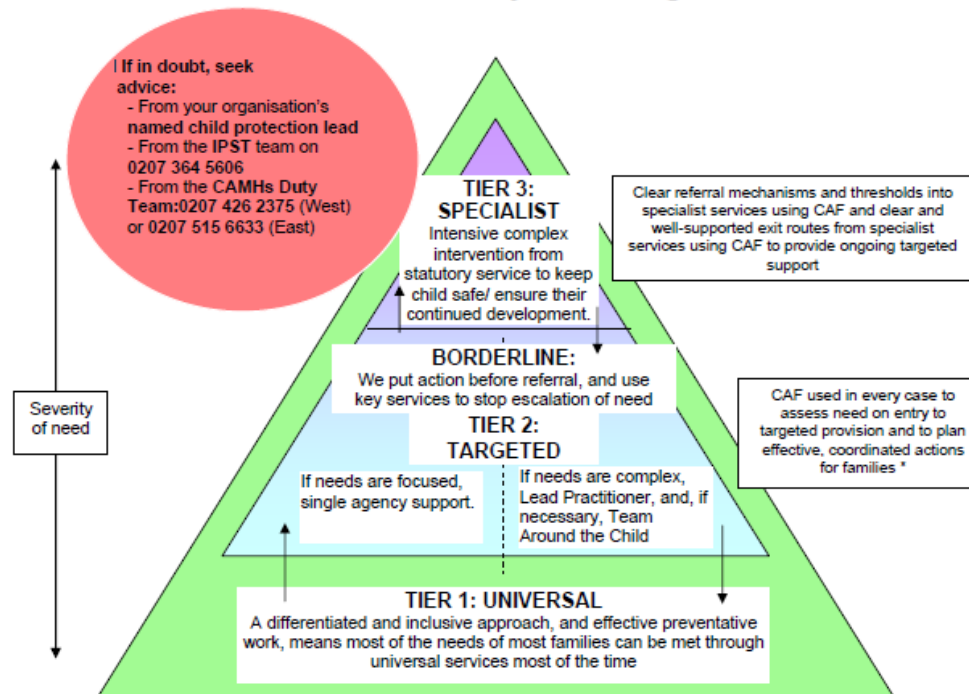 If in doubt, seek
advice:
- From your organisation's
named child protection lead
- From the IPST team on
0207 364 5606
- From the CAMHs Duty
Team:0207 426 2375 (West)
or 0207 515 6633 (East)
TIER 3:
SPECIALIST
Intensive complex
intervention from
statutory service to keep
child safe/ ensure their
continued development.
Clear referral mechanisms and thresholds into
specialist services using CAF and clear and
well-supported exit routes from specialist
services using CAF to provide ongoing targeted
support
BORDERLINE:
We put action before referral, and use
key services to stop escalation of need
Severity
of need
CAF used in every case to
assess need on entry to
targeted provision and to plan
effective, coordinated actions
for families *
TIER 2:
TARGETED
If needs are focused,
single agency support.
If needs are complex,
Lead Practitioner, and, if
necessary, Team
Around the Child
TIER 1: UNIVERSAL
A differentiated and inclusive approach, and effective preventative
work, means most of the needs of most families can be met through
universal services most of the time